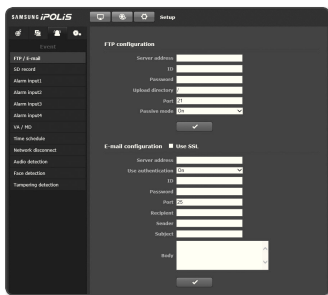 SAMSUNG iPOLiS
Setup
Event
FTP / E-mail
SD record
Alarm input1
Alarm input2
Alarm input3
Alarm input4
VA / MD
Time schedule
Network disconnect
Audio detection
Face detection
Tampering detection
FTP configuration
Server address
ID
Password
Upload directory /
Port 21
Passive mode On
E-mail configuration Use SSL
Server address
Use authentication On
ID
Password
Port 25
Recipient
Sender
Subject
Body